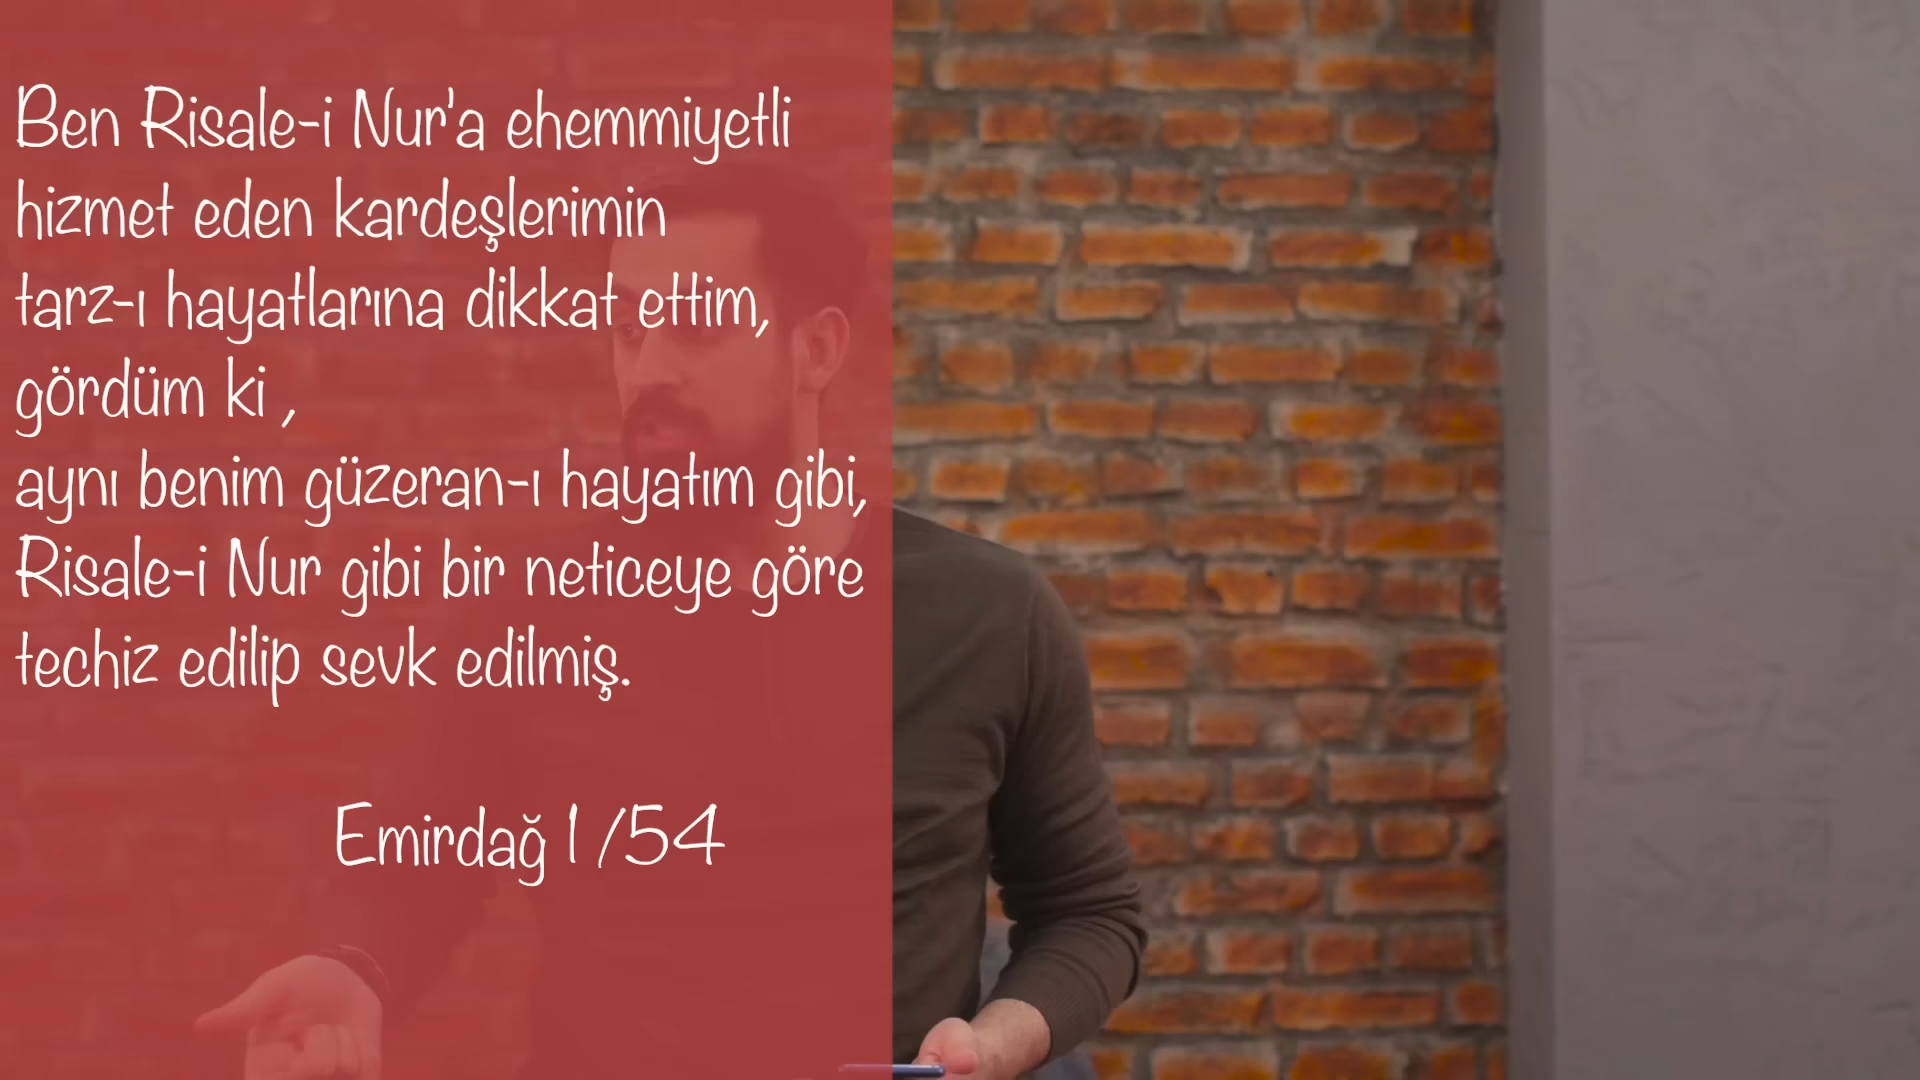 Ben Risale-i Nur'a ehemmiyetli
hizmet eden kardeşlerimin
tarz-ı hayatlarına dikkat ettim,
gördüm ki ,
aynı benim güzeran-ı hayatım gibi,
Risale-i Nur gibi bir neticeye göre
techiz edilip sevk edilmiş.
Emirdağ 1 /54